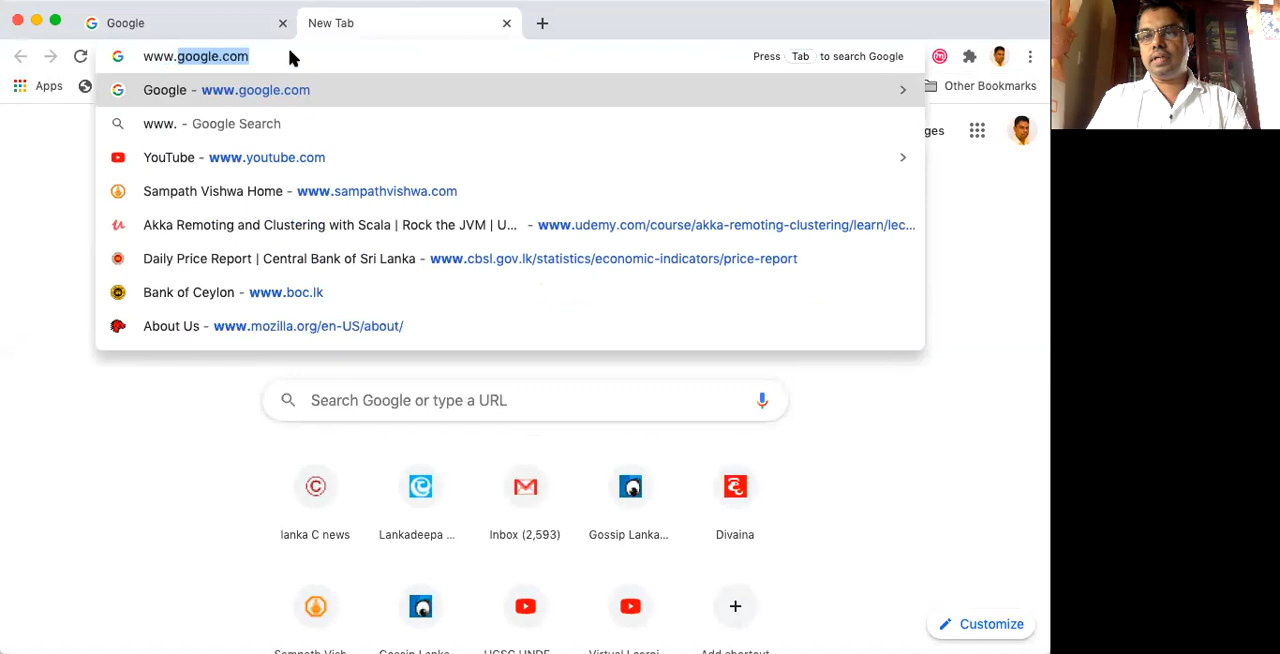 Google
New Tab
www.google.com
Press Tab to search Google
Apps
Other Bookmarks
Google - www.google.com
www. - Google Search
YouTube - www.youtube.com
Sampath Vishwa Home - www.sampathvishwa.com
Akka Remoting and Clustering with Scala | Rock the JVM | U... - www.udemy.com/course/akka-remoting-clustering/learn/lec...
Daily Price Report | Central Bank of Sri Lanka - www.cbsl.gov.lk/statistics/economic-indicators/price-report
Bank of Ceylon - www.boc.lk
About Us - www.mozilla.org/en-US/about/
ges
Search Google or type a URL
lanka C news
Lankadeepa ...
Inbox (2,593)
Gossip Lanka...
Divaina
Customize